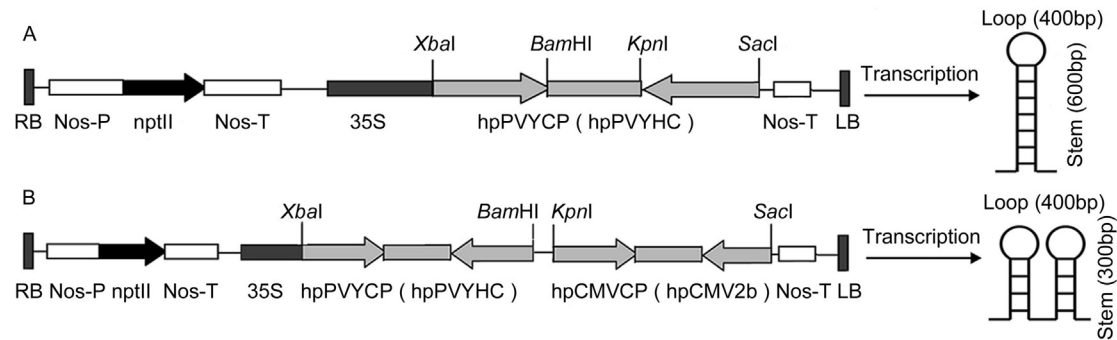 A
XbaI BamHI KpnI SacI
Loop (400bp)
Transcription
Stem (600bp)
RB Nos-P nptII Nos-T 35S hpPVYCP ( hpPVYHC ) Nos-T LB
B
XbaI BamHI KpnI SacI
Loop (400bp)
Transcription
Stem (300bp)
RB Nos-P nptII Nos-T 35S hpPVYCP ( hpPVYHC ) hpCMVCP ( hpCMV2b ) Nos-T LB